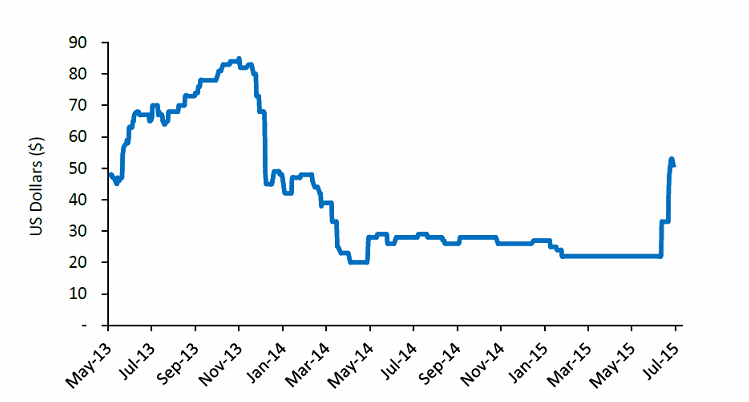 90
80
70
60
50
40
30
20
10
-
US Dollars ($)
May-13
Jul-13
Sep-13
Nov-13
Jan-14
Mar-14
May-14
Jul-14
Sep-14
Nov-14
Jan-15
Mar-15
May-15
Jul-15